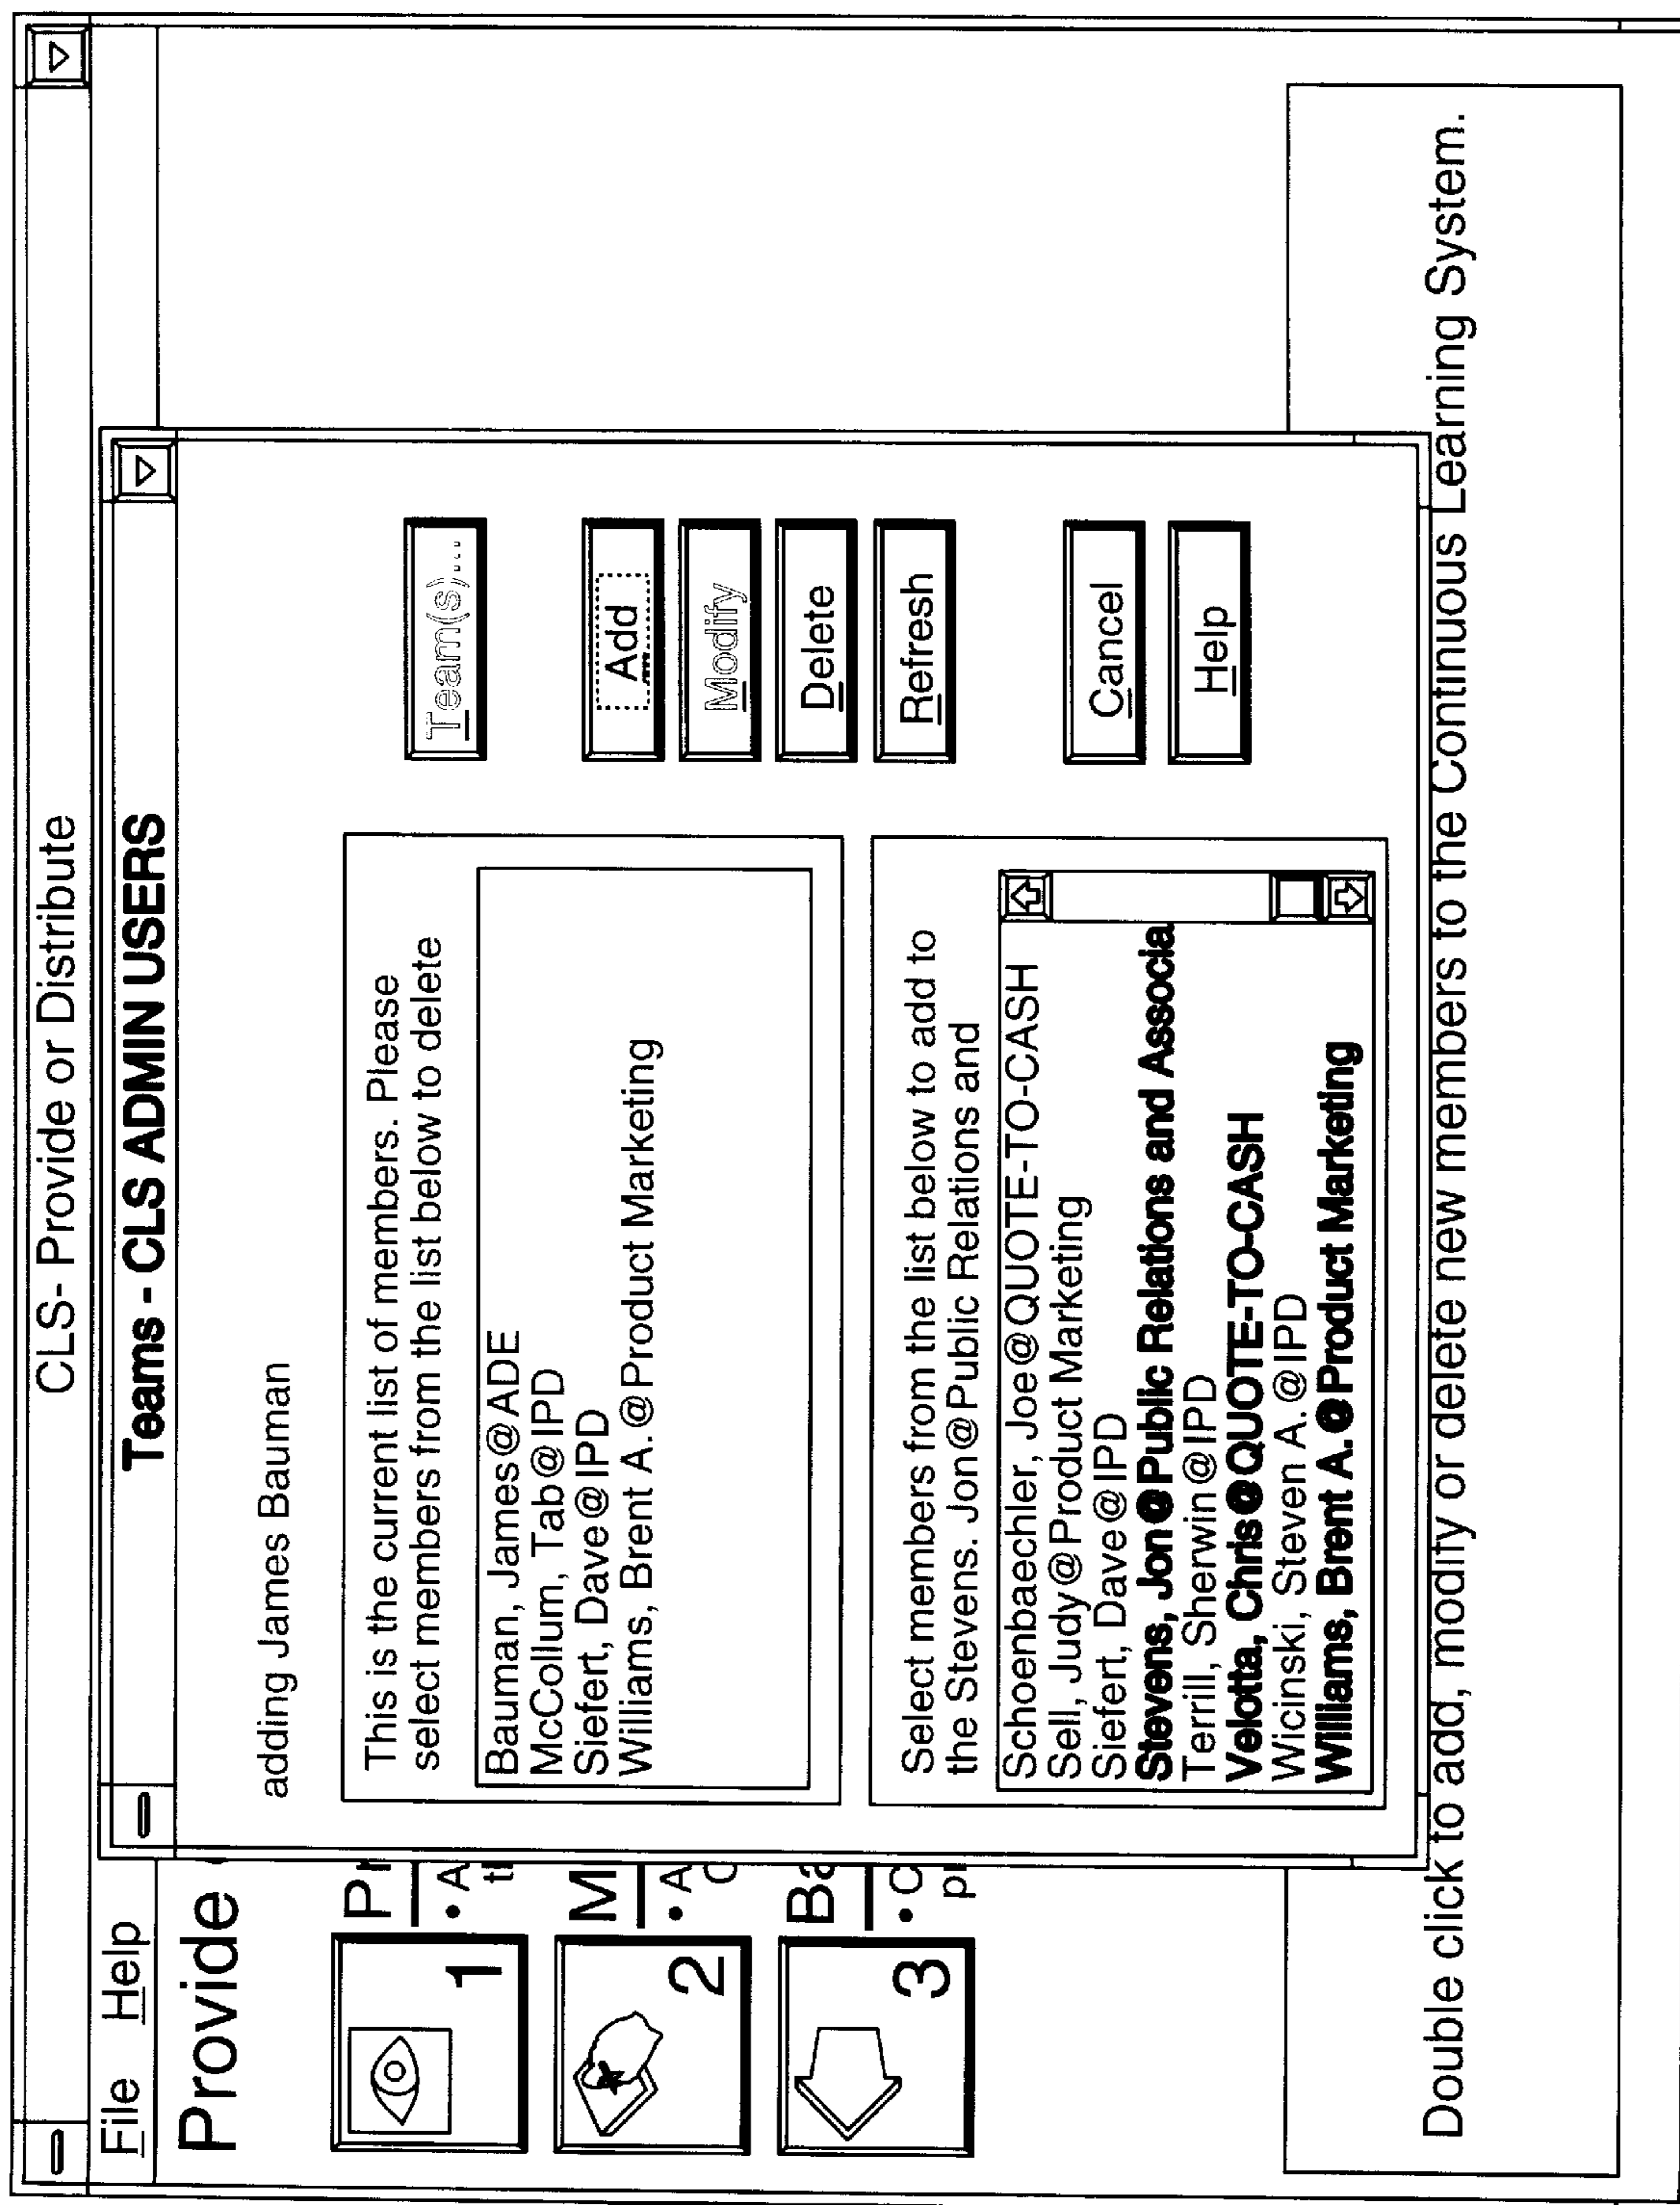 CLS- Provide or Distribute
File Help
Provide
Teams - CLS ADMIN USERS
adding James Bauman
This is the current list of members. Please
select members from the list below to delete
Bauman, James@ADE
McCollum, Tab@IPD
Siefert, Dave@IPD
Williams, Brent A.@Product Marketing
Select members from the list below to add to
the Stevens. Jon@Public Relations and
Schoenbaechler, Joe@QUOTE-TO-CASH
Sell, Judy@Product Marketing
Siefert, Dave@IPD
Stevens, Jon@Public Relations and Associa
Terrill, Sherwin@IPD
Velotta, Chris@QUOTE-TO-CASH
Wicinski, Steven A.@IPD
Williams, Brent A.@Product Marketing
Team(s)...
Add
Modify
Delete
Refresh
Cancel
Help
1
• A
2
• A
Ba
3
• C
Double click to add, modify or delete new members to the Continuous Learning System.